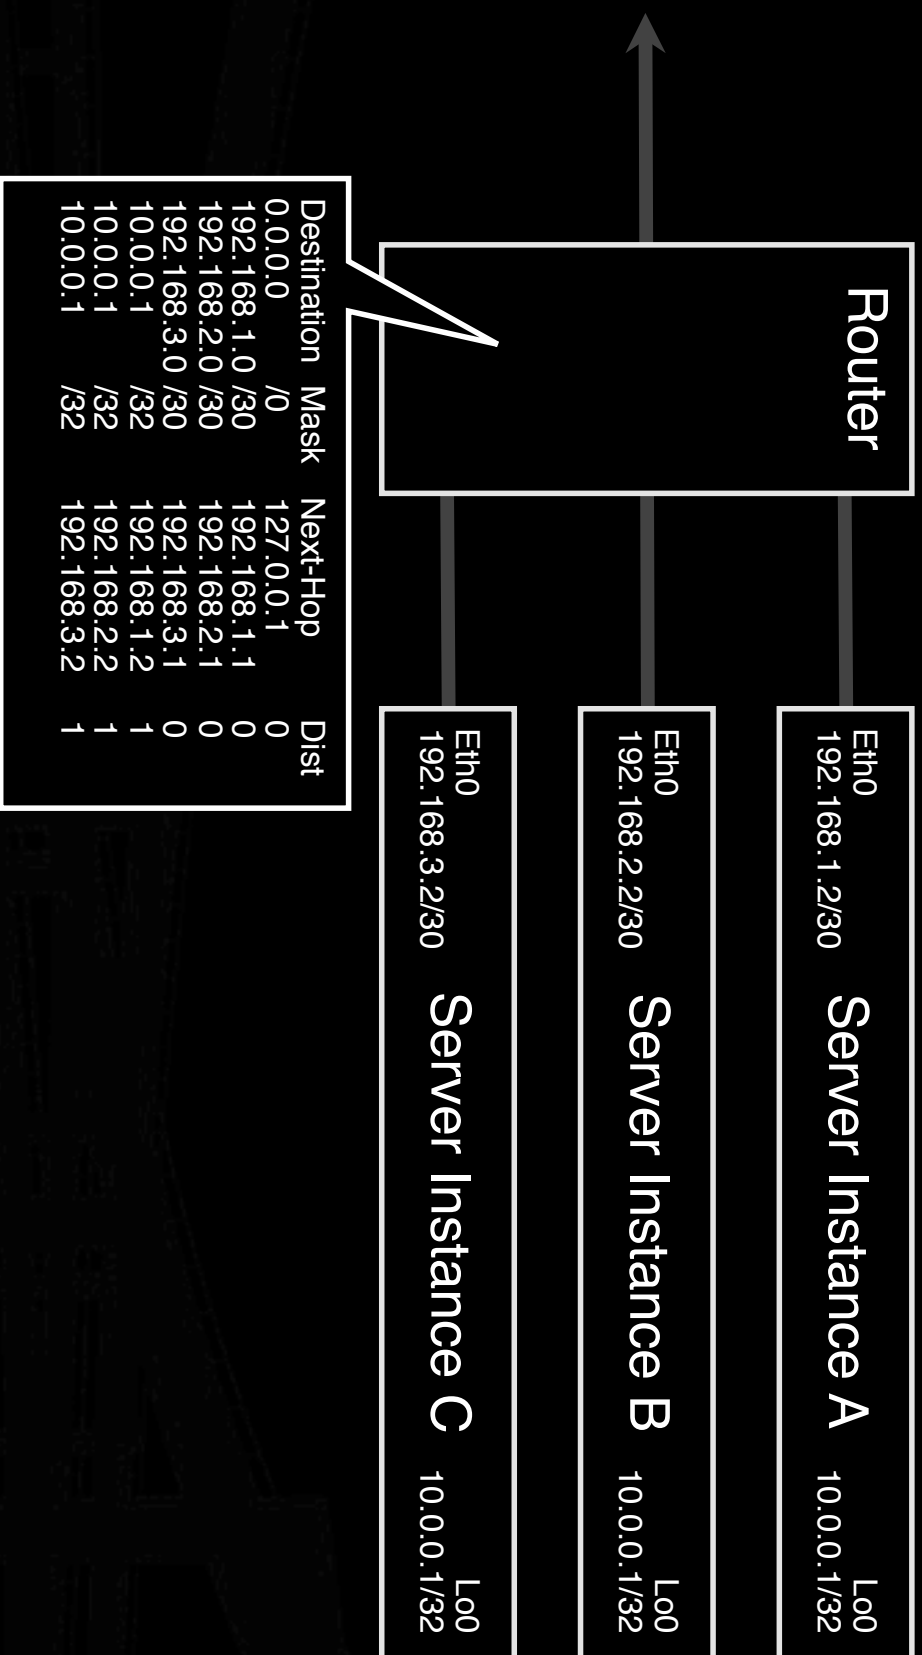 Router
Eth0
192.168.1.2/30
Server Instance A
Lo0
10.0.0.1/32
Eth0
192.168.2.2/30
Server Instance B
Lo0
10.0.0.1/32
Eth0
192.168.3.2/30
Server Instance C
Lo0
10.0.0.1/32
Destination Mask Next-Hop Dist
0.0.0.0 /0 127.0.0.1 0
192.168.1.0 /30 192.168.1.1 0
192.168.2.0 /30 192.168.2.1 0
192.168.3.0 /30 192.168.3.1 0
10.0.0.1 /32 192.168.1.2 1
10.0.0.1 /32 192.168.2.2 1
10.0.0.1 /32 192.168.3.2 1